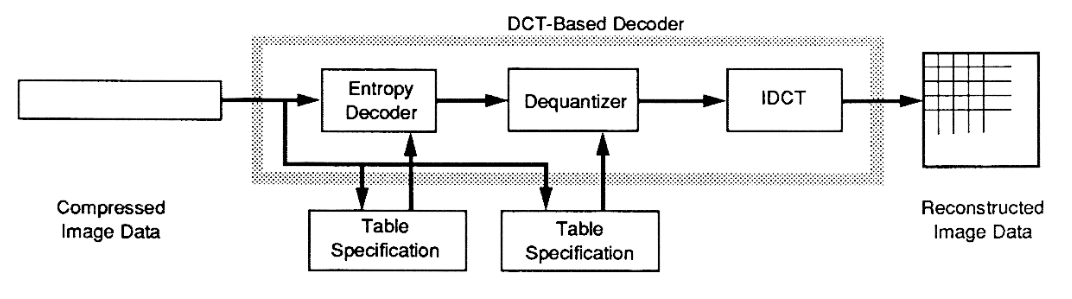 DCT-Based Decoder
Entropy
Decoder
Dequantizer
IDCT
Compressed
Image Data
Table
Specification
Table
Specification
Reconstructed
Image Data